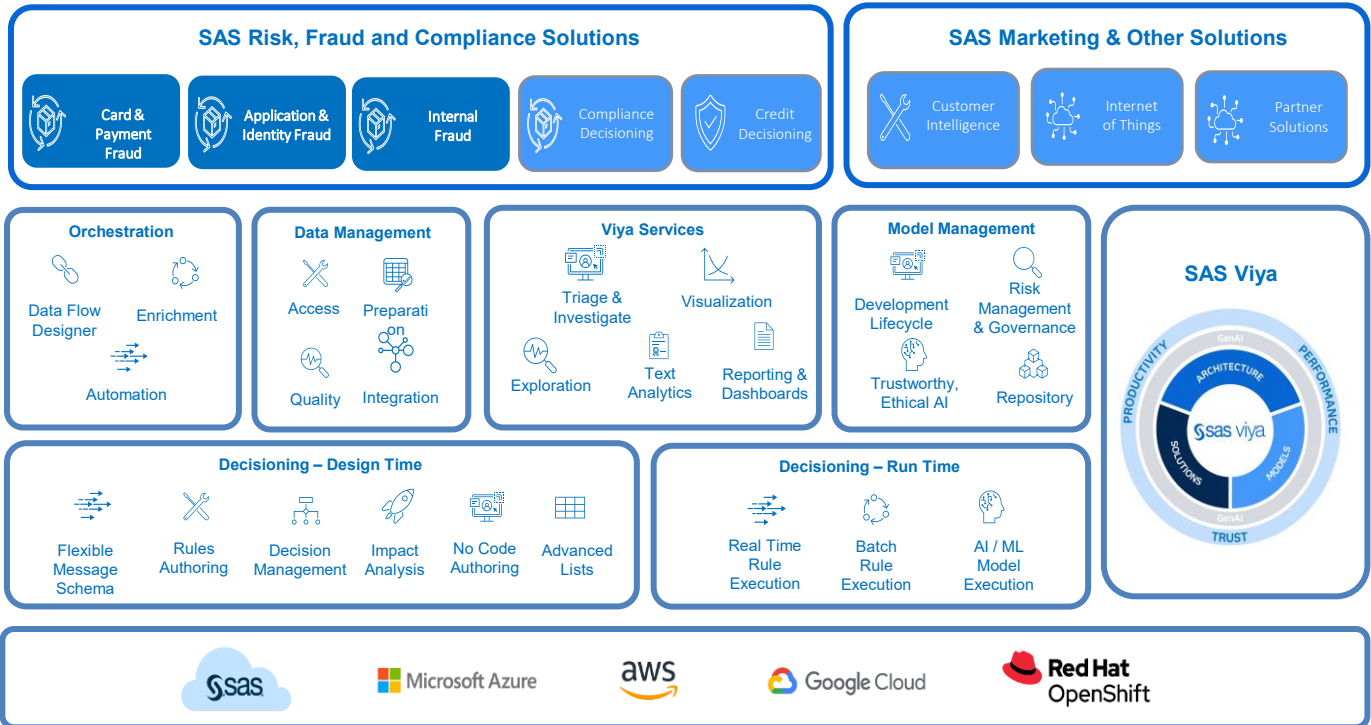 SAS Risk, Fraud and Compliance Solutions
Card &
Payment
Fraud
Application &
Identity Fraud
Internal
Fraud
Compliance
Decisioning
Credit
Decisioning
SAS Marketing & Other Solutions
Customer
Intelligence
Internet
of Things
Partner
Solutions
Orchestration
Data Flow
Designer
Enrichment
Automation
Data Management
Access
Preparati
on
Quality
Integration
Viya Services
Triage &
Investigate
Visualization
Exploration
Text
Analytics
Reporting &
Dashboards
Model Management
Development
Lifecycle
Risk
Management
& Governance
Trustworthy,
Ethical AI
Repository
SAS Viya
PRODUCTIVITY
PERFORMANCE
TRUST
GenAI
ARCHITECTURE
SOLUTIONS
MODELS
sas viya
GenAI
Decisioning – Design Time
Flexible
Message
Schema
Rules
Authoring
Decision
Management
Impact
Analysis
No Code
Authoring
Advanced
Lists
Decisioning – Run Time
Real Time
Rule
Execution
Batch
Rule
Execution
AI / ML
Model
Execution
sas
Microsoft Azure
aws
Google Cloud
Red Hat
OpenShift